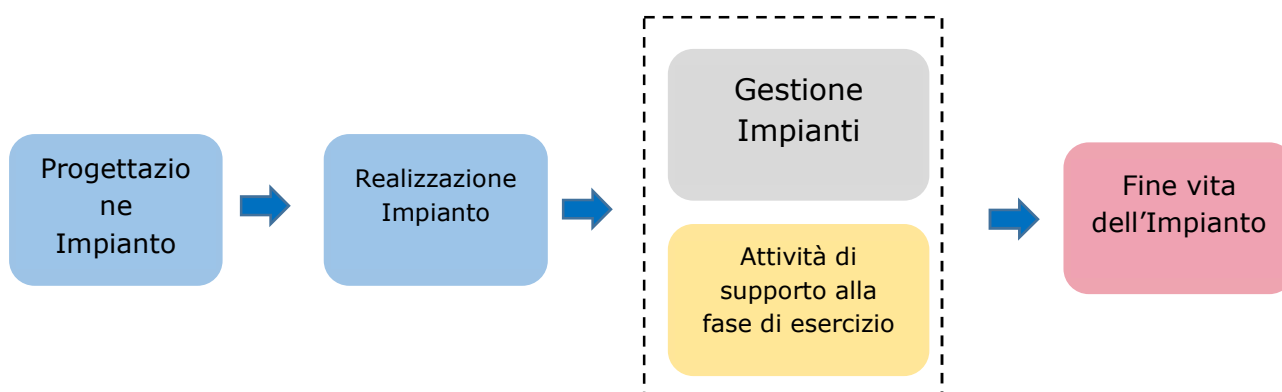 Progettazio
ne
Impianto
Realizzazione
Impianto
Gestione
Impianti
Attività di
supporto alla
fase di esercizio
Fine vita
dell’Impianto